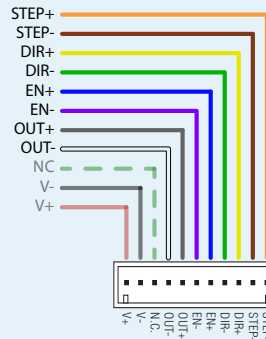 STEP+
STEP-
DIR+
DIR-
EN+
EN-
OUT+
OUT-
NC
V-
V+
V+
V-
N.C.
OUT-
OUT+
EN-
EN+
DIR-
DIR+
STEP-